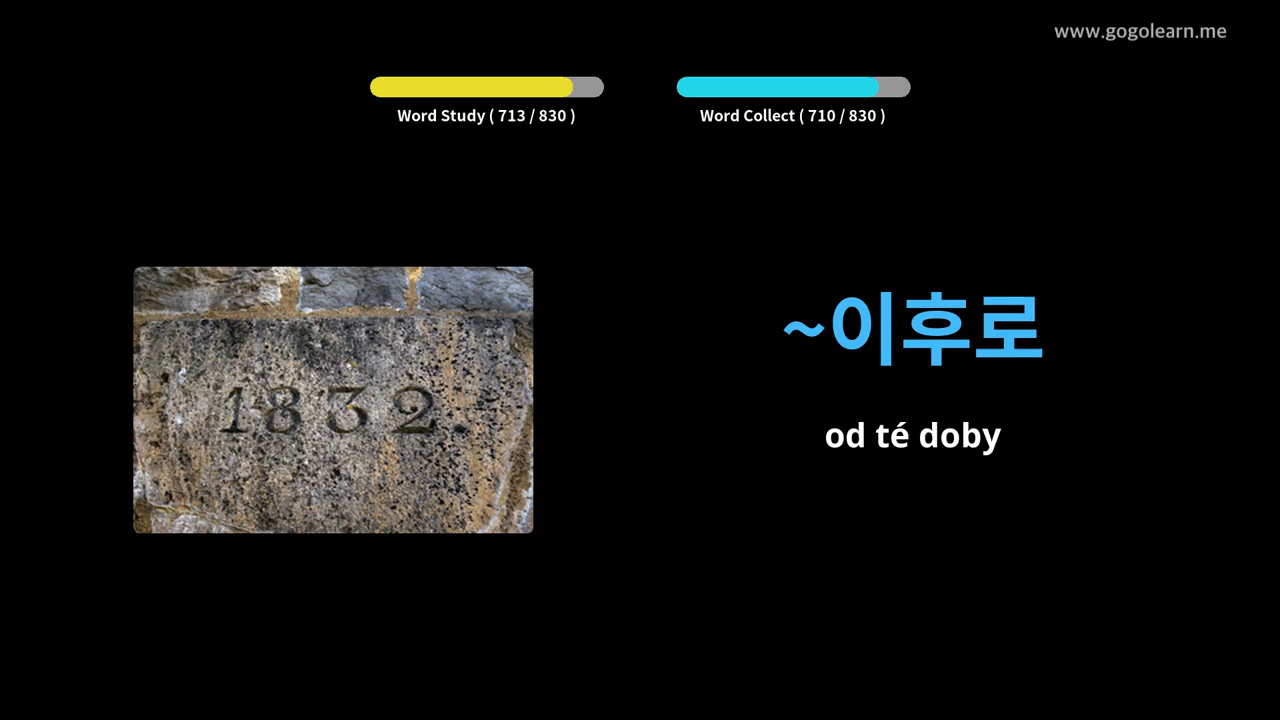 www.gogolearn.me
Word Study ( 713 / 830 )
Word Collect ( 710 / 830 )
1832.
~이후로
od té doby